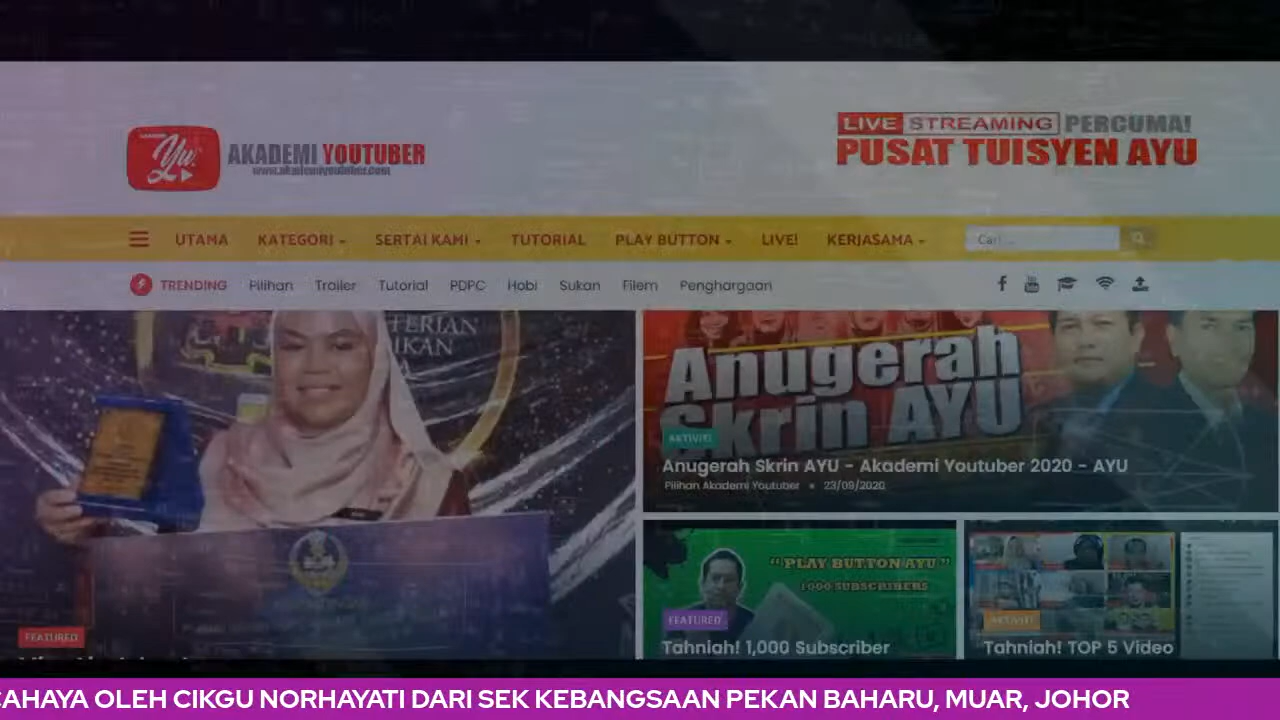 AKADEMI YOUTUBER
www.akademiyoutuber.com
LIVE STREAMING PERCUMA!
PUSAT TUISYEN AYU
UTAMA KATEGORI SERTAI KAMI TUTORIAL PLAY BUTTON LIVE! KERJASAMA Cari ...
TRENDING Pilihan Trailer Tutorial PDPC Hobi Sukan Filem Penghargaan
Anugerah
Skrin AYU
AKTIVITI
Anugerah Skrin AYU - Akademi Youtuber 2020 - AYU
Pilihan Akademi Youtuber 23/09/2020
"PLAY BUTTON AYU"
1000 SUBSCRIBERS
FEATURED
FEATURED
Tahniah! 1,000 Subscriber
AKTIVITI
Tahniah! TOP 5 Video
CAHAYA OLEH CIKGU NORHAYATI DARI SEK KEBANGSAAN PEKAN BAHARU, MUAR, JOHOR